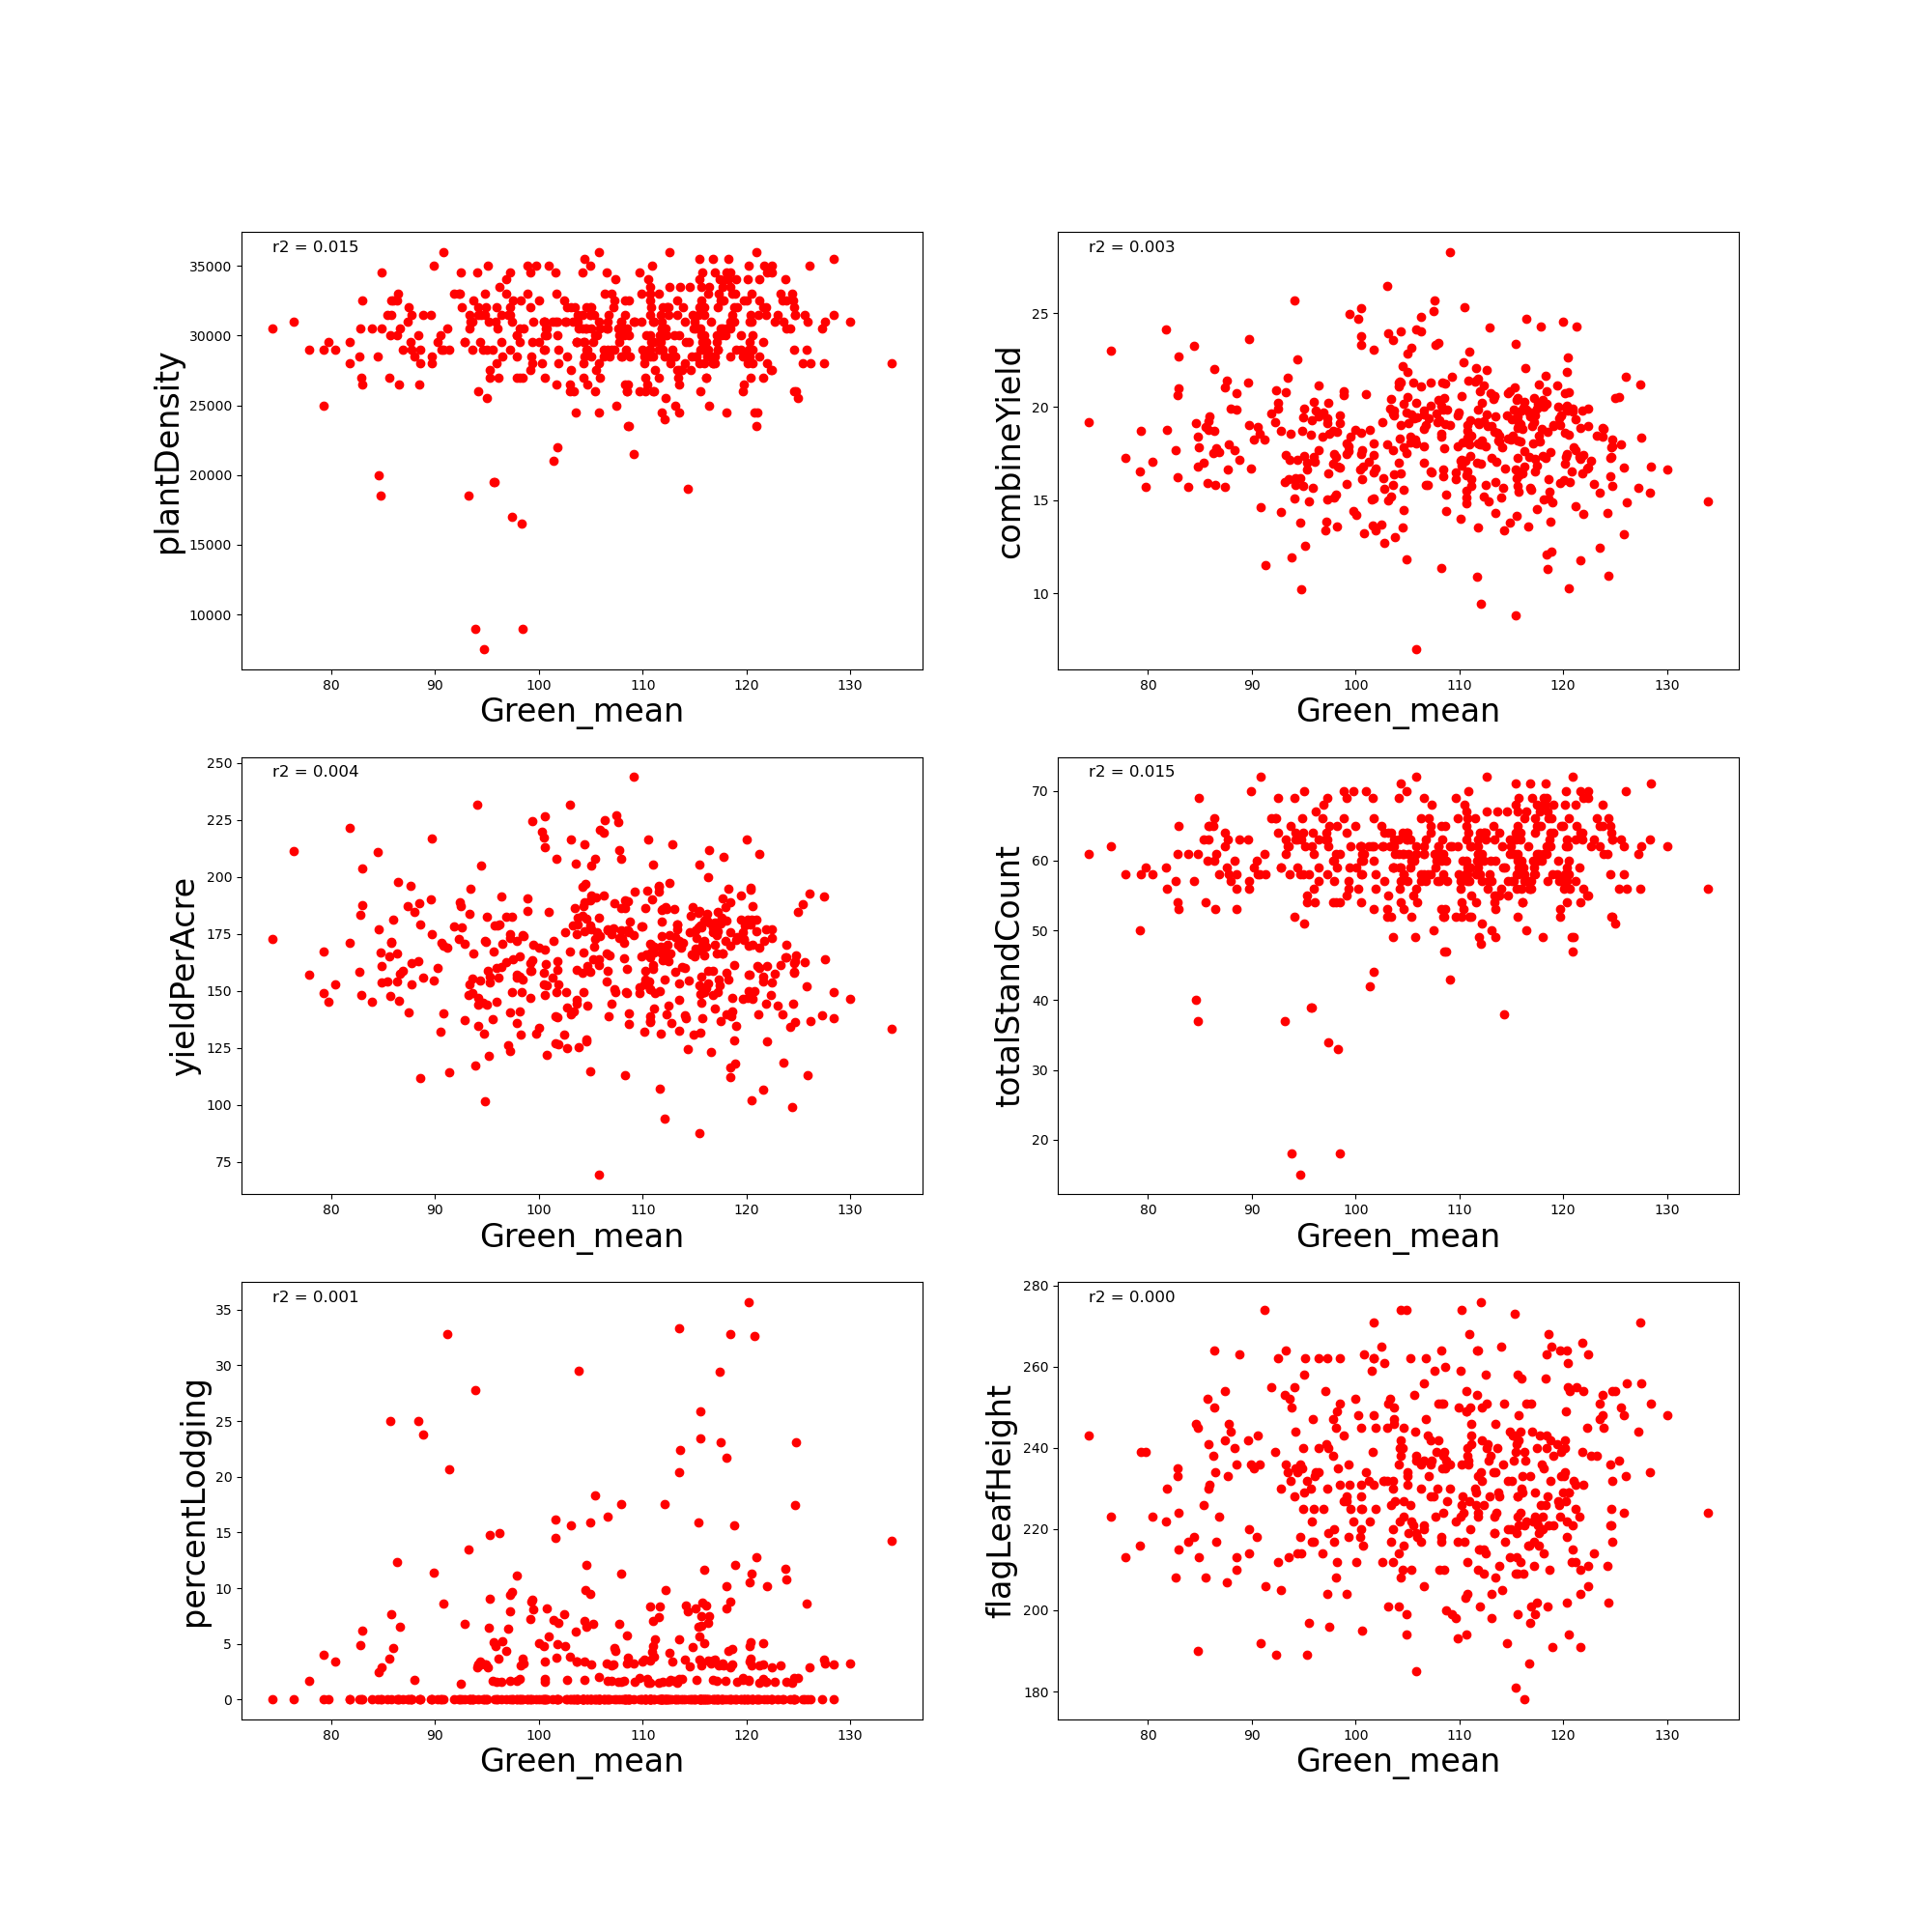 r2 = 0.015
35000
30000
25000
20000
15000
10000
plantDensity
80 90 100 110 120 130
Green_mean
r2 = 0.003
25
20
15
10
combineYield
80 90 100 110 120 130
Green_mean
r2 = 0.004
250
225
200
175
150
125
100
75
yieldPerAcre
80 90 100 110 120 130
Green_mean
r2 = 0.015
70
60
50
40
30
20
totalStandCount
80 90 100 110 120 130
Green_mean
r2 = 0.001
35
30
25
20
15
10
5
0
percentLodging
80 90 100 110 120 130
Green_mean
r2 = 0.000
280
260
240
220
200
180
flagLeafHeight
80 90 100 110 120 130
Green_mean